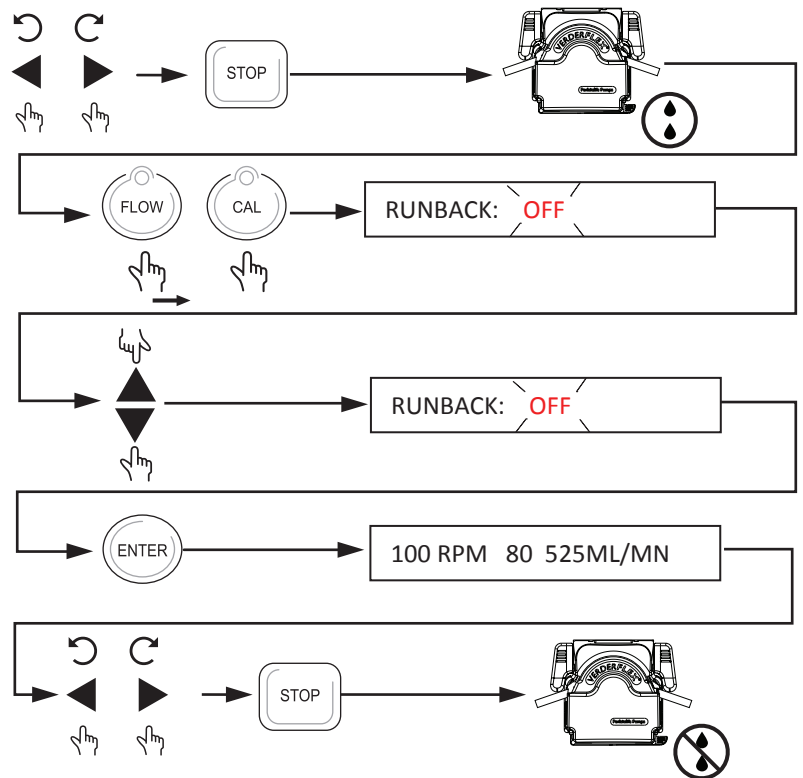 STOP
VERDERFLEX
Peristaltic Pumps
FLOW
CAL
RUNBACK: OFF
RUNBACK: OFF
ENTER
100 RPM 80 525ML/MN
STOP
VERDERFLEX
Peristaltic Pumps